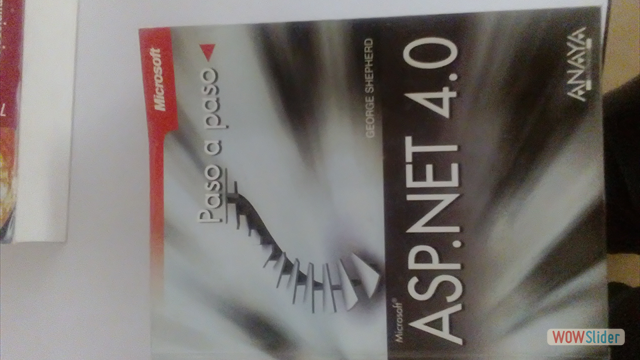 Microsoft
Paso a paso
GEORGE SHEPHERD
Microsoft®
ASP.NET 4.0
ANAYA
WOWSlider